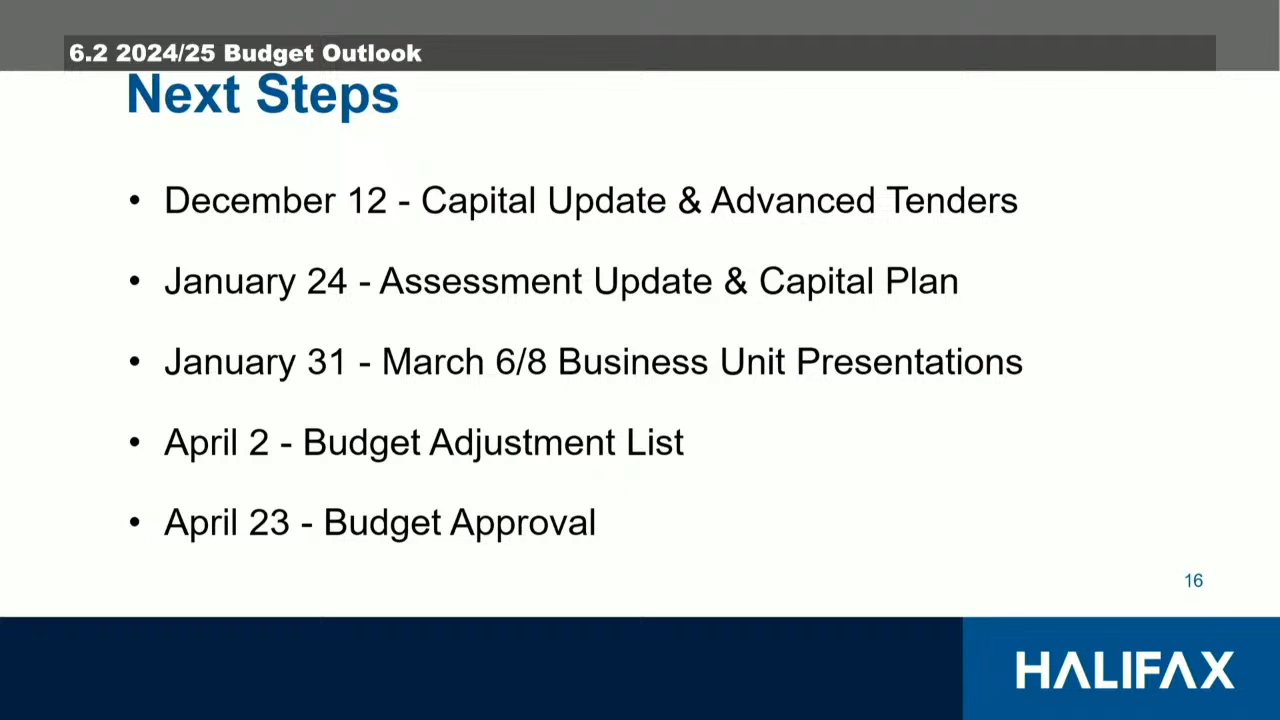 6.2 2024/25 Budget Outlook
Next Steps
• December 12 - Capital Update & Advanced Tenders
• January 24 - Assessment Update & Capital Plan
• January 31 - March 6/8 Business Unit Presentations
• April 2 - Budget Adjustment List
• April 23 - Budget Approval
16
HALIFAX